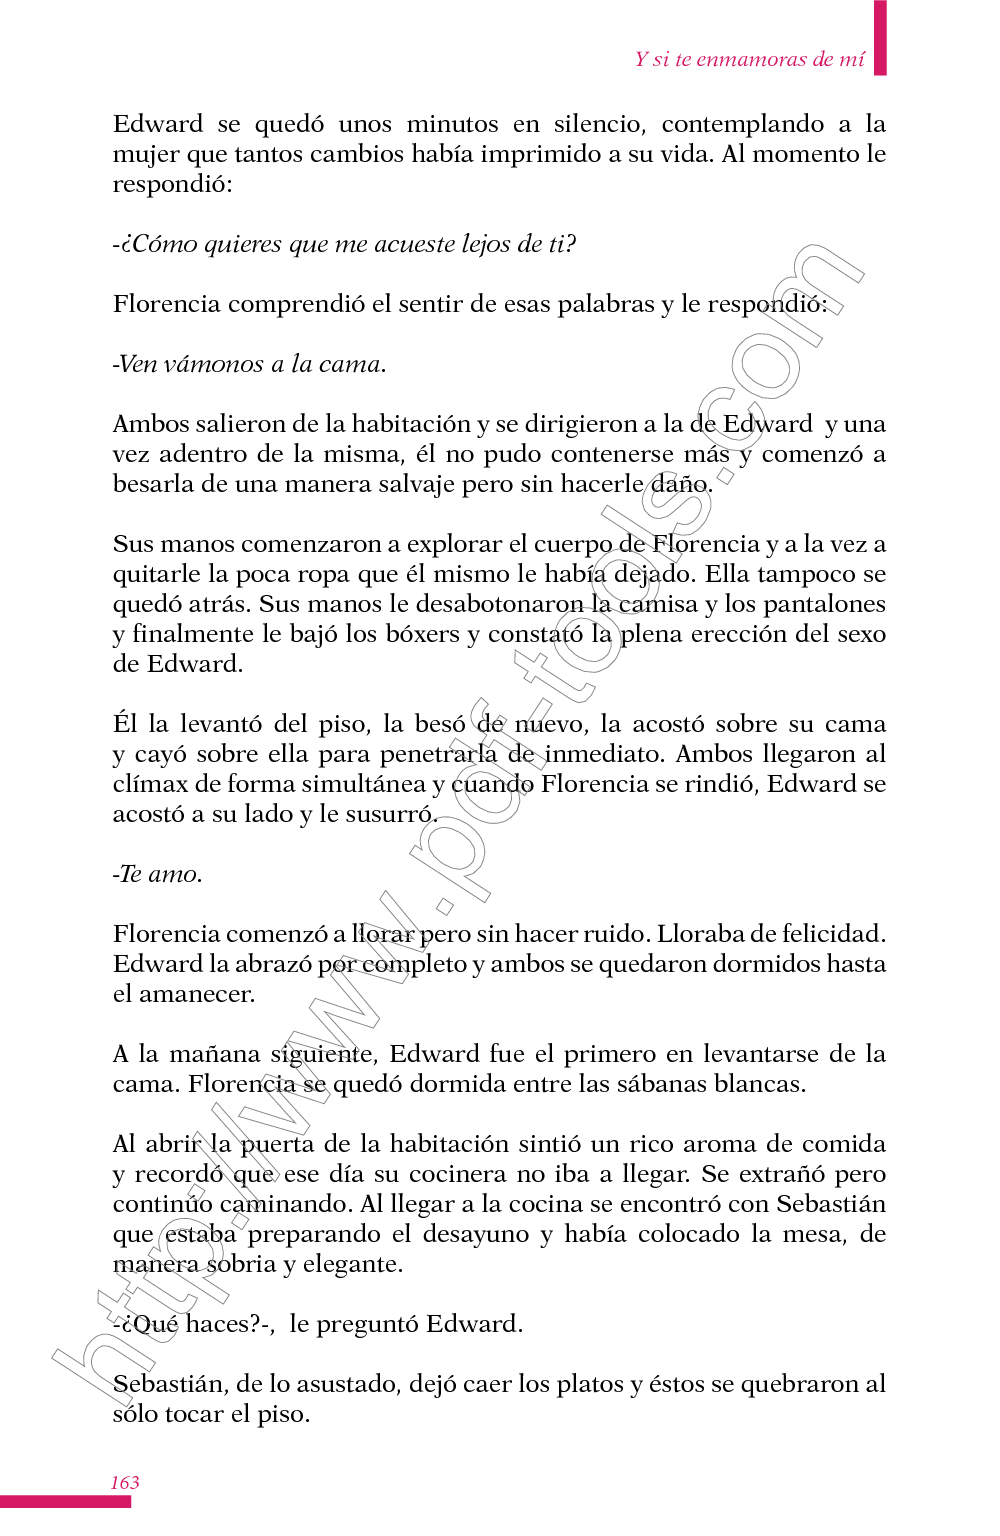 Y si te enmamoras de mí
Edward se quedó unos minutos en silencio, contemplando a la
mujer que tantos cambios había imprimido a su vida. Al momento le
respondió:
-¿Cómo quieres que me acueste lejos de ti?
Florencia comprendió el sentir de esas palabras y le respondió:
-Ven vámonos a la cama.
Ambos salieron de la habitación y se dirigieron a la de Edward  y una
vez adentro de la misma, él no pudo contenerse más y comenzó a
besarla de una manera salvaje pero sin hacerle daño.
Sus manos comenzaron a explorar el cuerpo de Florencia y a la vez a
quitarle la poca ropa que él mismo le había dejado. Ella tampoco se
quedó atrás. Sus manos le desabotonaron la camisa y los pantalones
y finalmente le bajó los bóxers y constató la plena erección del sexo
de Edward.
Él la levantó del piso, la besó de nuevo, la acostó sobre su cama
y cayó sobre ella para penetrarla de inmediato. Ambos llegaron al
clímax de forma simultánea y cuando Florencia se rindió, Edward se
acostó a su lado y le susurró.
-Te amo.
Florencia comenzó a llorar pero sin hacer ruido. Lloraba de felicidad.
Edward la abrazó por completo y ambos se quedaron dormidos hasta
el amanecer.
A la mañana siguiente, Edward fue el primero en levantarse de la
cama. Florencia se quedó dormida entre las sábanas blancas.
Al abrir la puerta de la habitación sintió un rico aroma de comida
y recordó que ese día su cocinera no iba a llegar. Se extrañó pero
continúo caminando. Al llegar a la cocina se encontró con Sebastián
que estaba preparando el desayuno y había colocado la mesa, de
manera sobria y elegante.
-¿Qué haces?-,  le preguntó Edward.
Sebastián, de lo asustado, dejó caer los platos y éstos se quebraron al
sólo tocar el piso.
163
http://www.pdf-tools.com